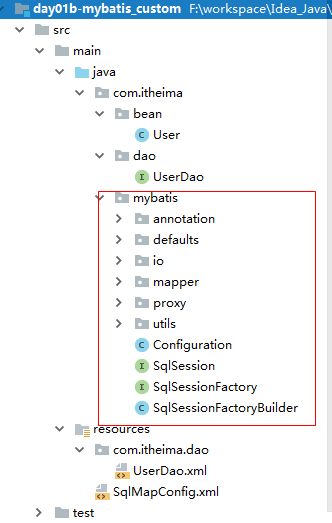 day01b-mybatis_custom F:\workspace\Idea_Java\
src
main
java
com.itheima
bean
C User
dao
I UserDao
mybatis
annotation
defaults
io
mapper
proxy
utils
C Configuration
I SqlSession
I SqlSessionFactory
C SqlSessionFactoryBuilder
resources
com.itheima.dao
UserDao.xml
SqlMapConfig.xml
test